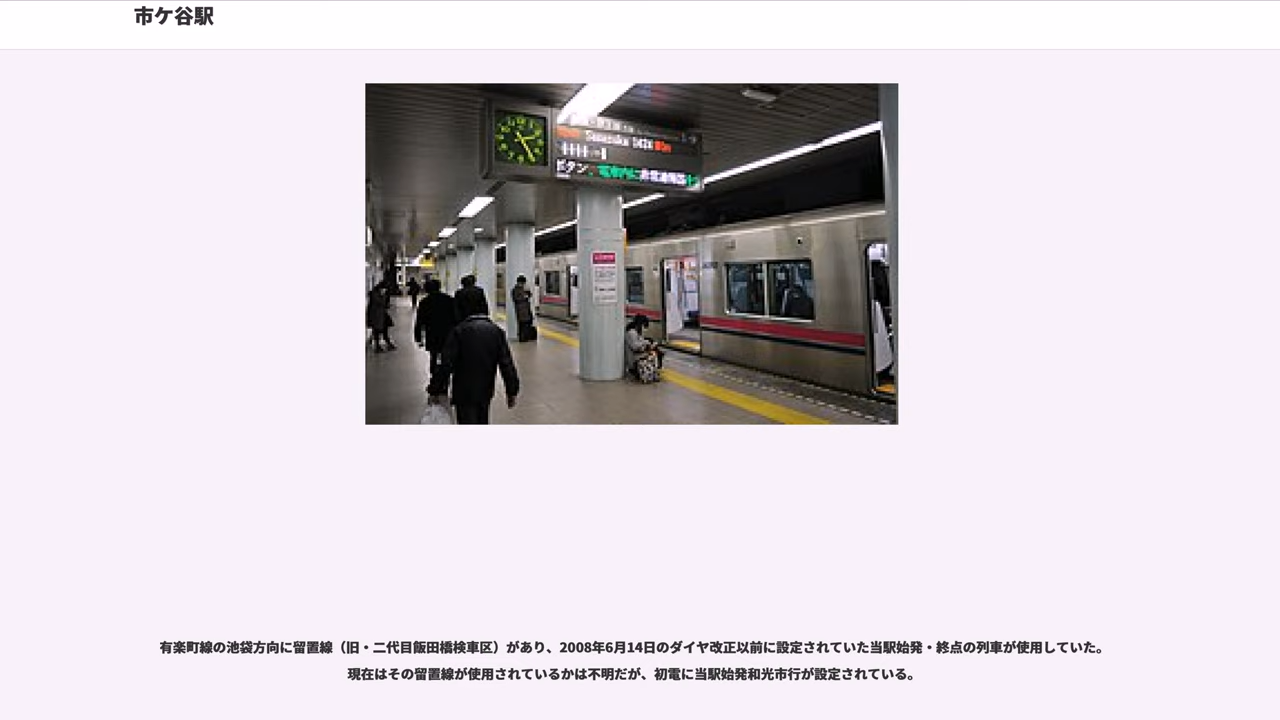 市ケ谷駅
ボタン
有楽町線の池袋方向に留置線（旧・二代目飯田橋検車区）があり、2008年6月14日のダイヤ改正以前に設定されていた当駅始発・終点の列車が使用していた。
現在はその留置線が使用されているかは不明だが、初電に当駅始発和光市行が設定されている。